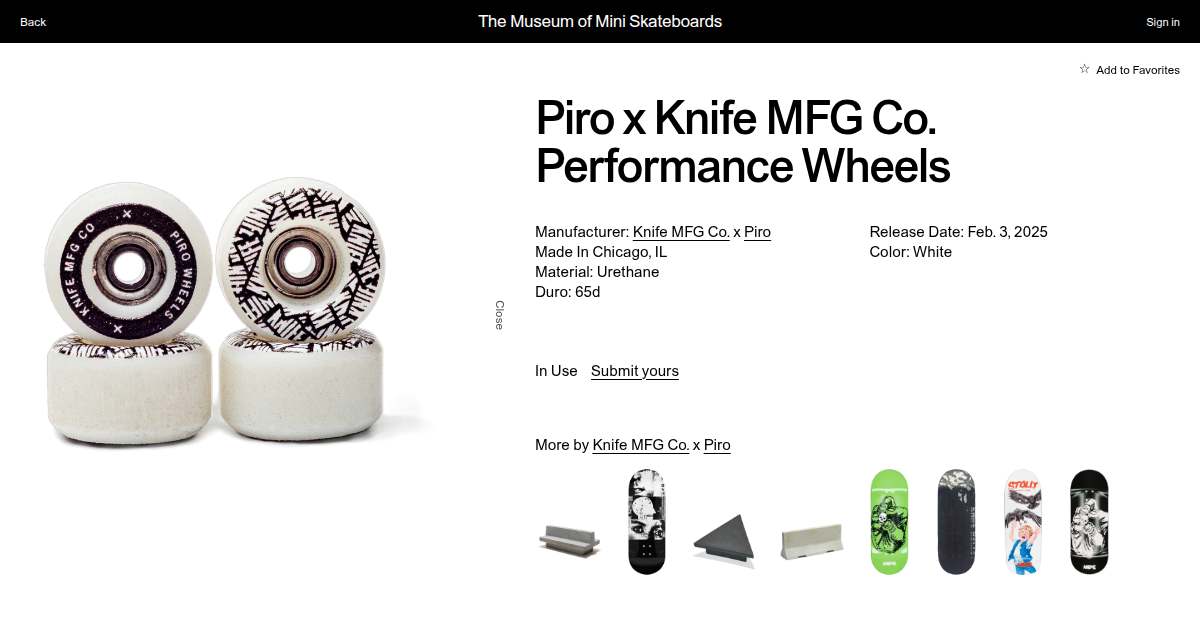 Back
The Museum of Mini Skateboards
Sign in
☆ Add to Favorites
Piro x Knife MFG Co.
Performance Wheels
Manufacturer: Knife MFG Co. x Piro
Made In Chicago, IL
Material: Urethane
Duro: 65d
Release Date: Feb. 3, 2025
Color: White
KNIFE MFG CO x PIRO WHEELS x
Close
In Use Submit yours
More by Knife MFG Co. x Piro
STOLLY